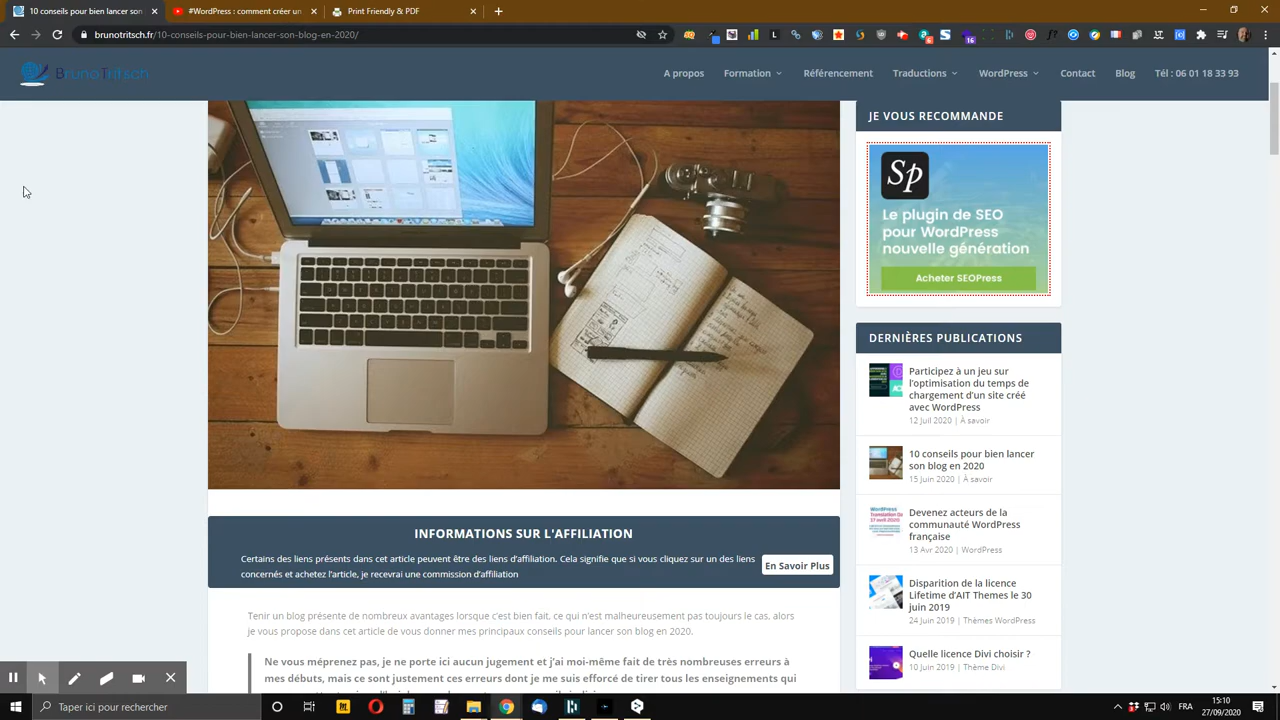 10 conseils pour bien lancer son
#WordPress : comment créer un
Print Friendly & PDF
brunotritsch.fr/10-conseils-pour-bien-lancer-son-blog-en-2020/
16
BrunoTritsch
A propos
Formation
Référencement
Traductions
WordPress
Contact
Blog
Tél : 06 01 18 33 93
JE VOUS RECOMMANDE
Sp
Le plugin de SEO
pour WordPress
nouvelle génération
Acheter SEOPress
DERNIÈRES PUBLICATIONS
Participez à un jeu sur
l'optimisation du temps de
chargement d'un site créé
avec WordPress
12 Juil 2020 | À savoir
10 conseils pour bien lancer
son blog en 2020
15 Juin 2020 | À savoir
Devenez acteurs de la
communauté WordPress
française
13 Avr 2020 | WordPress
Disparition de la licence
Lifetime d'AIT Themes le 30
juin 2019
24 Juin 2019 | Thèmes WordPress
Quelle licence Divi choisir ?
10 Juin 2019 | Thème Divi
INFORMATIONS SUR L'AFFILIATION
Certains des liens présents dans cet article peuvent être des liens d'affiliation. Cela signifie que si vous cliquez sur un des liens
concernés et achetez l'article, je recevrai une commission d'affiliation
En Savoir Plus
Tenir un blog présente de nombreux avantages lorsque c'est bien fait, ce qui n'est malheureusement pas toujours le cas, alors
je vous propose dans cet article de vous donner mes principaux conseils pour lancer son blog en 2020.
Ne vous méprenez pas, je ne porte ici aucun jugement et j'ai moi-même fait de très nombreuses erreurs à
mes débuts, mais ce sont justement ces erreurs dont je me suis efforcé de tirer tous les enseignements qui
Taper ici pour rechercher
FRA
15:10
27/09/2020